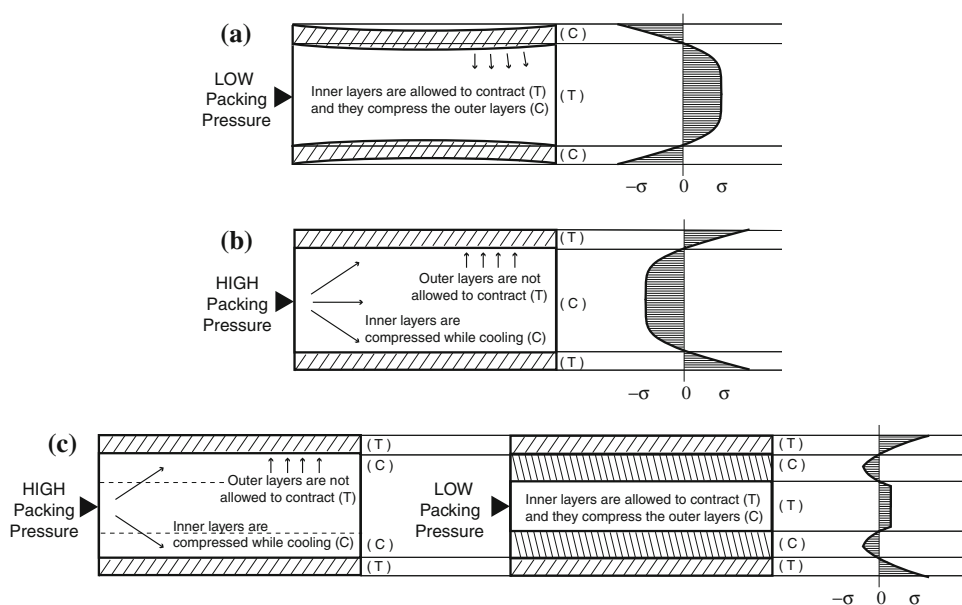 (a)
LOW
Packing
Pressure
Inner layers are allowed to contract (T)
and they compress the outer layers (C)
(C)
(T)
(C)
−σ 0 σ
(b)
HIGH
Packing
Pressure
Outer layers are not
allowed to contract (T)
Inner layers are
compressed while cooling (C)
(T)
(C)
(T)
−σ 0 σ
(c)
HIGH
Packing
Pressure
Outer layers are not
allowed to contract (T)
Inner layers are
compressed while cooling (C)
(T)
(C)
(C)
(T)
LOW
Packing
Pressure
Inner layers are allowed to contract (T)
and they compress the outer layers (C)
(T)
(C)
(T)
(C)
(T)
−σ 0 σ